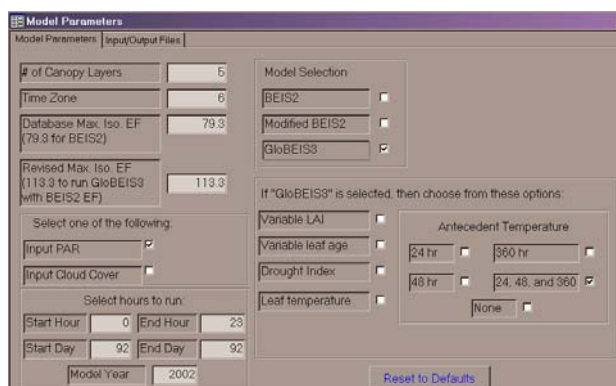 Model Parameters
Model Parameters Input/Output Files
# of Canopy Layers 5
Time Zone 6
Database Max. Iso. EF
(79.3 for BEIS2) 79.3
Revised Max. Iso. EF
(113.3 to run GloBEIS3
with BEIS2 EF) 113.3
Select one of the following:
Input PAR
Input Cloud Cover
Select hours to run:
Start Hour 0 End Hour 23
Start Day 92 End Day 92
Model Year 2002
Model Selection
BEIS2
Modified BEIS2
GloBEIS3
If "GloBEIS3" is selected, then choose from these options:
Variable LAI
Variable leaf age
Drought Index
Leaf temperature
Antecedent Temperature
24 hr 360 hr
48 hr 24, 48, and 360
None
Reset to Defaults